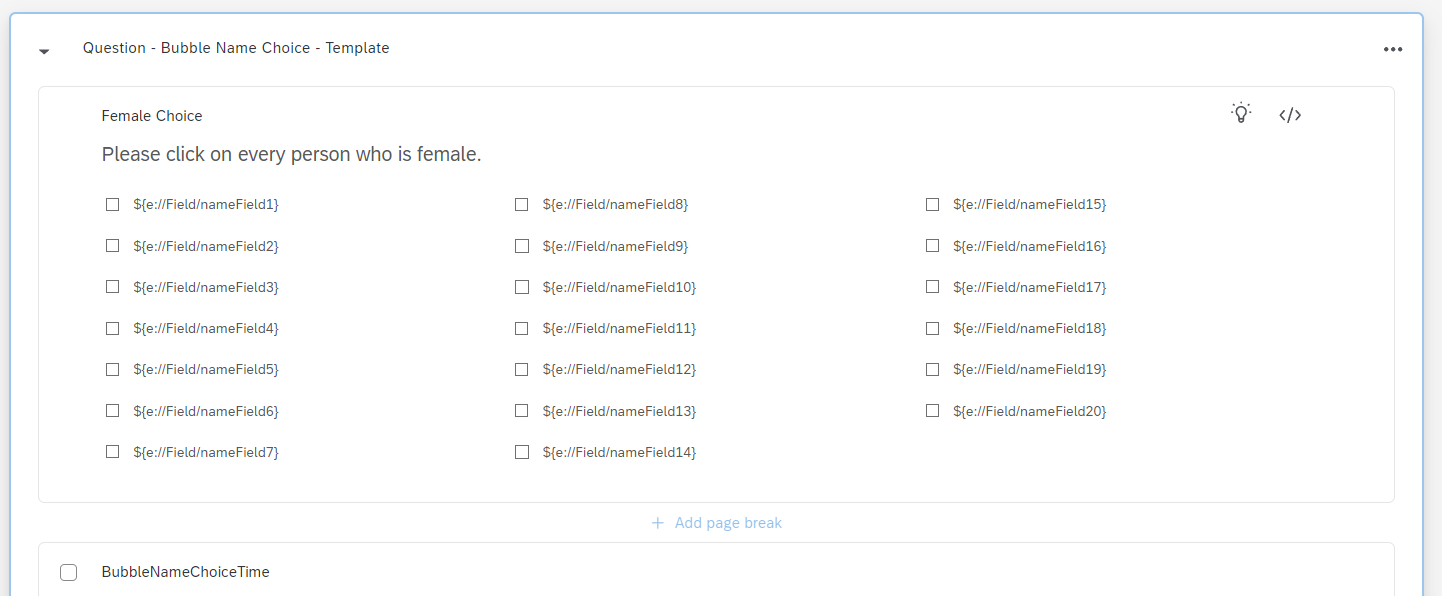 Question - Bubble Name Choice - Template
Female Choice
</>
Please click on every person who is female.
${e://Field/nameField1}
${e://Field/nameField2}
${e://Field/nameField3}
${e://Field/nameField4}
${e://Field/nameField5}
${e://Field/nameField6}
${e://Field/nameField7}
${e://Field/nameField8}
${e://Field/nameField9}
${e://Field/nameField10}
${e://Field/nameField11}
${e://Field/nameField12}
${e://Field/nameField13}
${e://Field/nameField14}
${e://Field/nameField15}
${e://Field/nameField16}
${e://Field/nameField17}
${e://Field/nameField18}
${e://Field/nameField19}
${e://Field/nameField20}
+ Add page break
BubbleNameChoiceTime